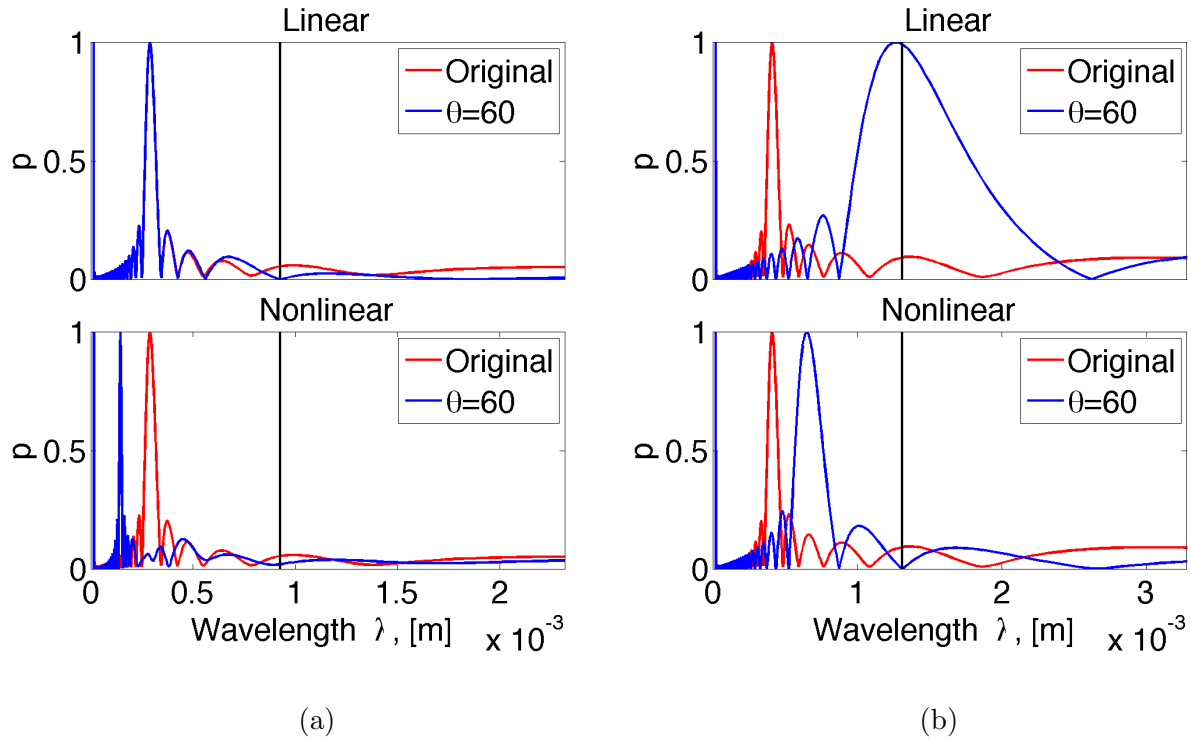 Linear
1
0.5
0
p
Original
θ=60
Nonlinear
1
0.5
0
p
Original
θ=60
0 0.5 1 1.5 2
Wavelength λ, [m] x 10⁻³
(a)
Linear
1
0.5
0
p
Original
θ=60
Nonlinear
1
0.5
0
p
Original
θ=60
0 1 2 3
Wavelength λ, [m] x 10⁻³
(b)